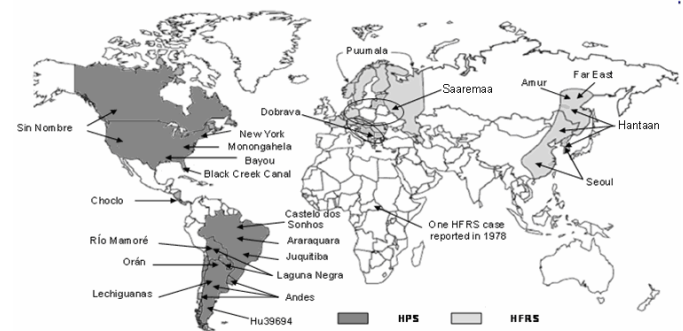 Puumala
Far East
Amur
Saaremaa
Dobrava
Hantaan
Sin Nombre
New York
Monongahela
Bayou
Black Creek Canal
Seoul
Choclo
Castelo dos
Sonhos
One HFRS case
reported in 1978
Araraquara
RÍo Mamoré
Juquitiba
Orán
Laguna Negra
Lechiguanas
Andes
Hu39694
HPS
HFRS